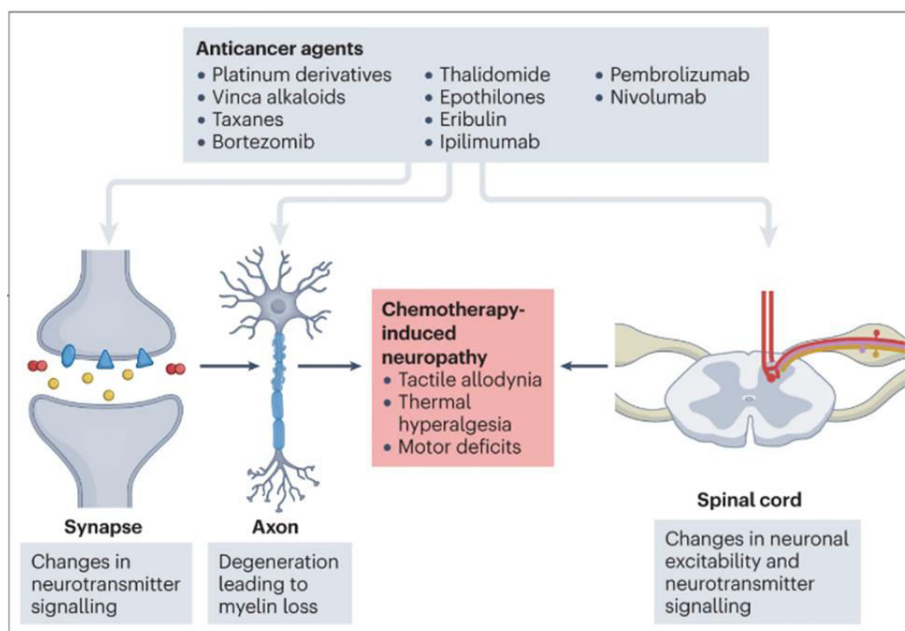 Anticancer agents
• Platinum derivatives
• Vinca alkaloids
• Taxanes
• Bortezomib
• Thalidomide
• Epothilones
• Eribulin
• Ipilimumab
• Pembrolizumab
• Nivolumab
Chemotherapy-
induced
neuropathy
• Tactile allodynia
• Thermal
hyperalgesia
• Motor deficits
Synapse
Changes in
neurotransmitter
signalling
Axon
Degeneration
leading to
myelin loss
Spinal cord
Changes in neuronal
excitability and
neurotransmitter
signalling